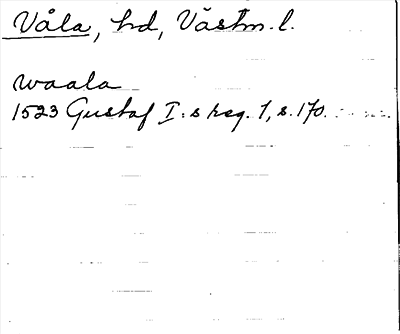 Våla, hd, Västm. l.
waala
1523 Gustaf I:s reg. 1, s. 170.